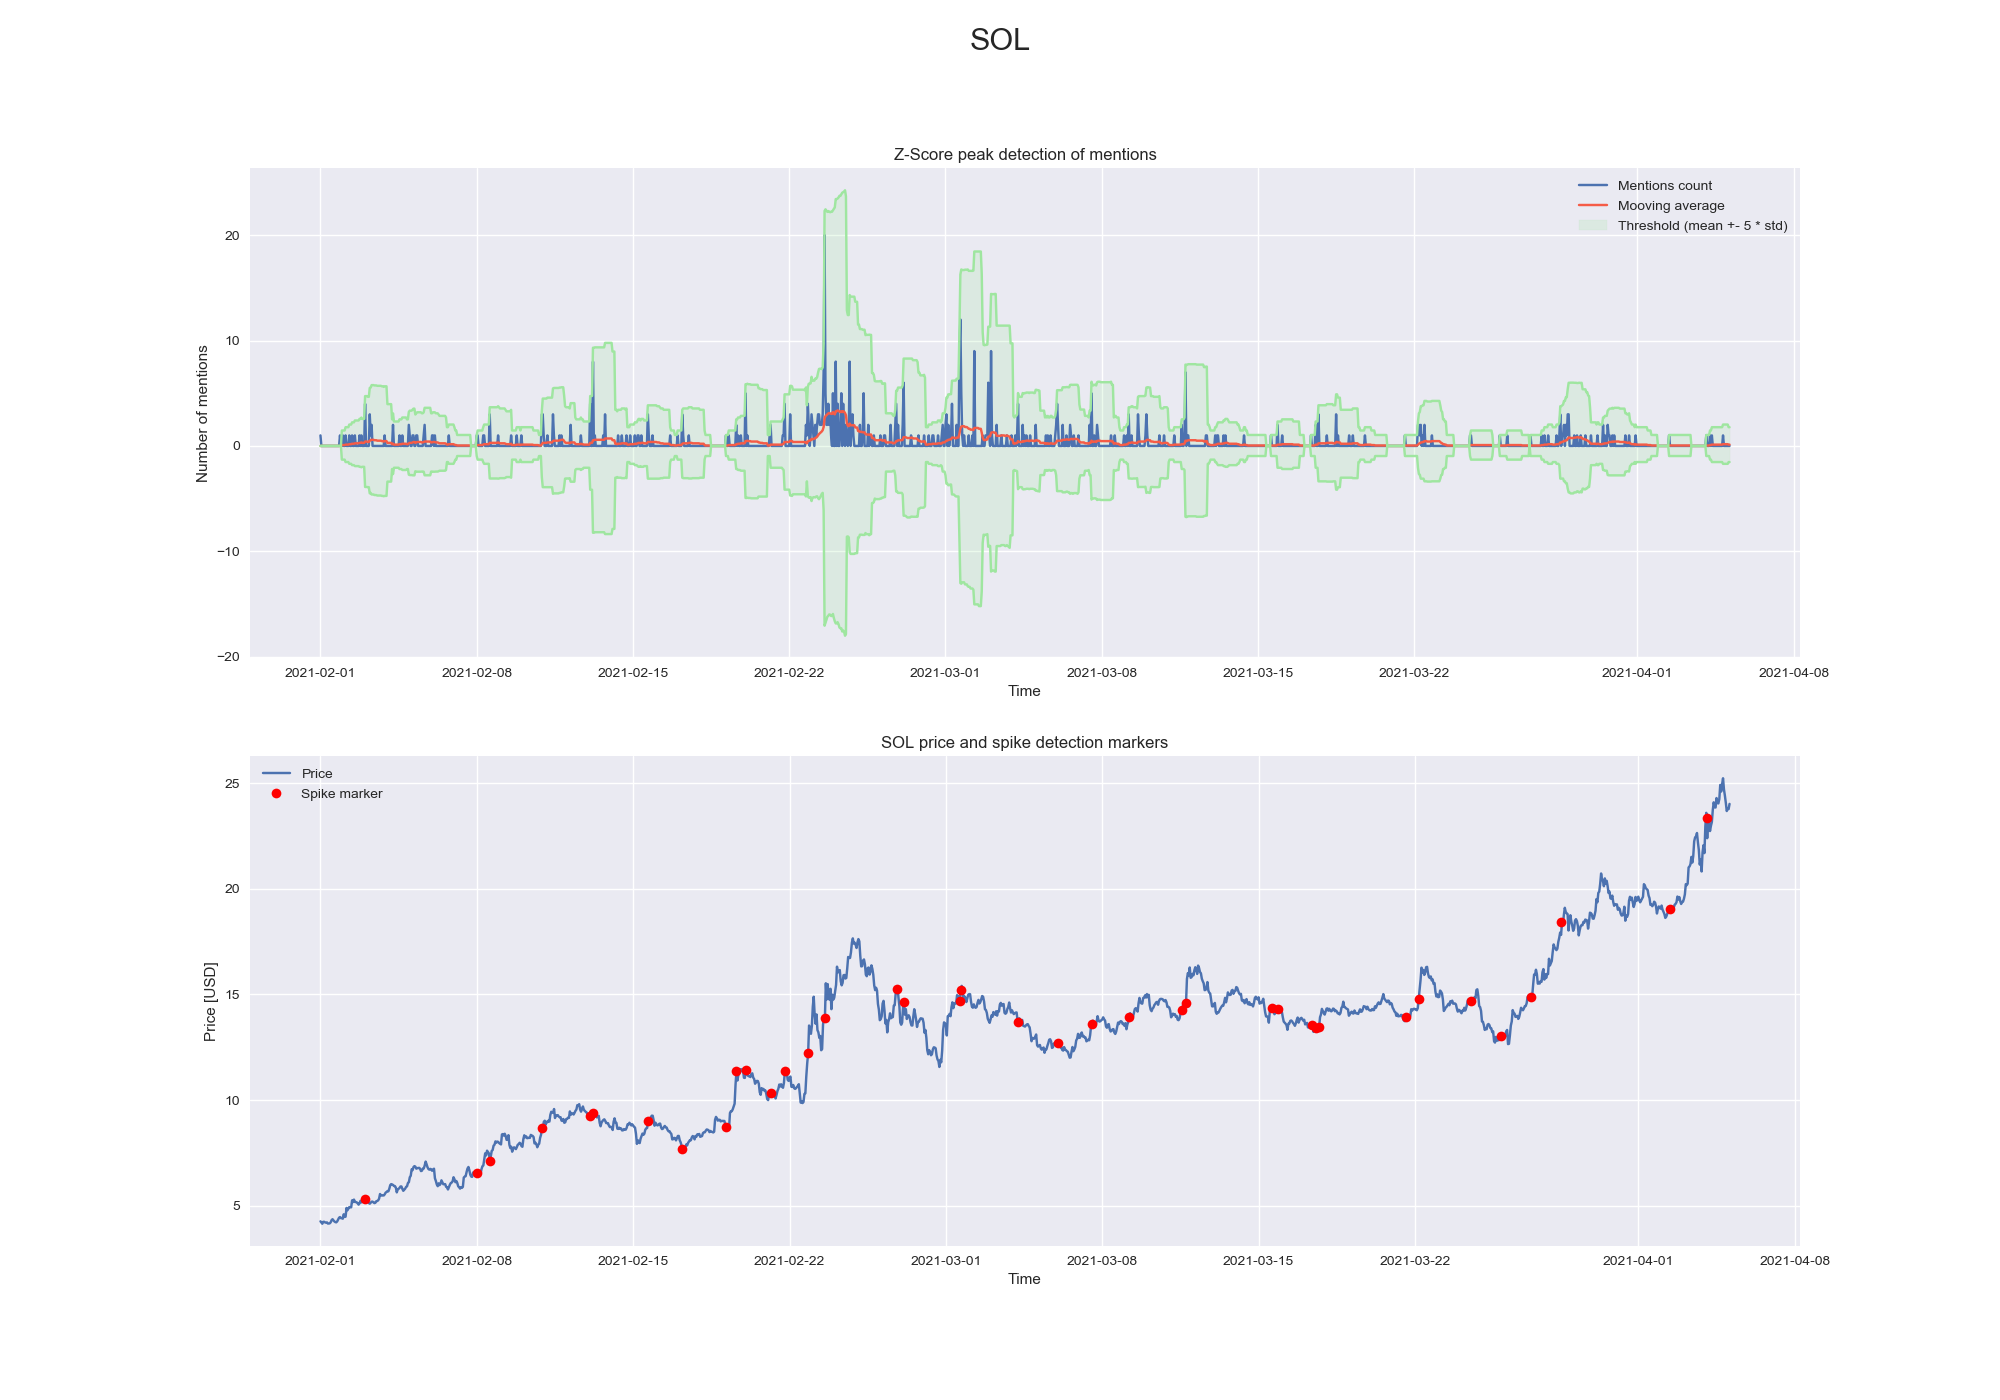 SOL
Z-Score peak detection of mentions
Mentions count
Mooving average
Threshold (mean +- 5 * std)
Number of mentions
20
10
0
−10
−20
2021-02-01 2021-02-08 2021-02-15 2021-02-22 2021-03-01 2021-03-08 2021-03-15 2021-03-22 2021-04-01 2021-04-08
Time
SOL price and spike detection markers
Price
Spike marker
Price [USD]
25
20
15
10
5
2021-02-01 2021-02-08 2021-02-15 2021-02-22 2021-03-01 2021-03-08 2021-03-15 2021-03-22 2021-04-01 2021-04-08
Time